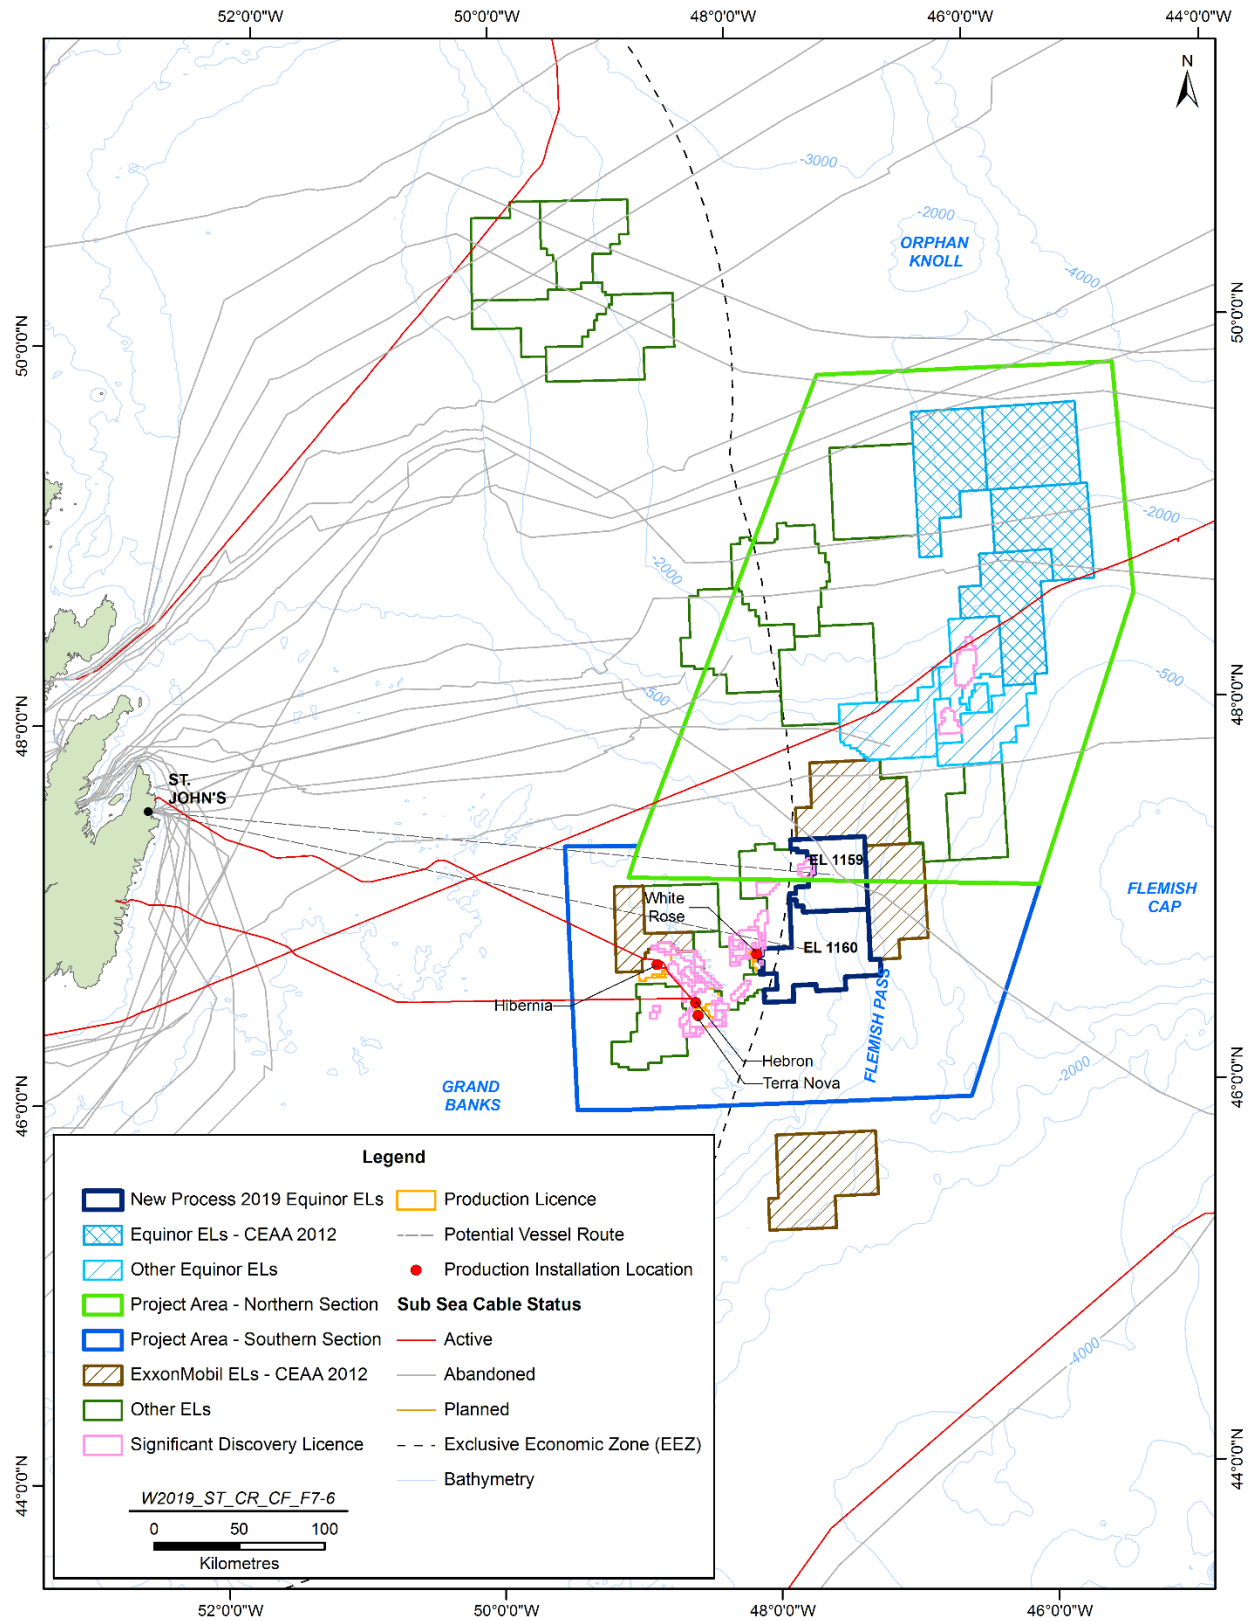 52°0'0"W
50°0'0"W
48°0'0"W
46°0'0"W
44°0'0"W
N
-3000
-2000
ORPHAN
KNOLL
-4000
50°0'0"N
50°0'0"N
-2000
-2000
-500
-500
48°0'0"N
48°0'0"N
ST.
JOHN'S
EL 1159
FLEMISH
CAP
White
Rose
EL 1160
Hibernia
FLEMISH PASS
Hebron
Terra Nova
-2000
GRAND
BANKS
46°0'0"N
46°0'0"N
Legend
New Process 2019 Equinor ELs
Equinor ELs - CEAA 2012
Other Equinor ELs
Project Area - Northern Section
Project Area - Southern Section
ExxonMobil ELs - CEAA 2012
Other ELs
Significant Discovery Licence
Production Licence
Potential Vessel Route
Production Installation Location
Sub Sea Cable Status
Active
Abandoned
Planned
Exclusive Economic Zone (EEZ)
Bathymetry
W2019_ST_CR_CF_F7-6
0 50 100
Kilometres
-4000
44°0'0"N
44°0'0"N
52°0'0"W
50°0'0"W
48°0'0"W
46°0'0"W